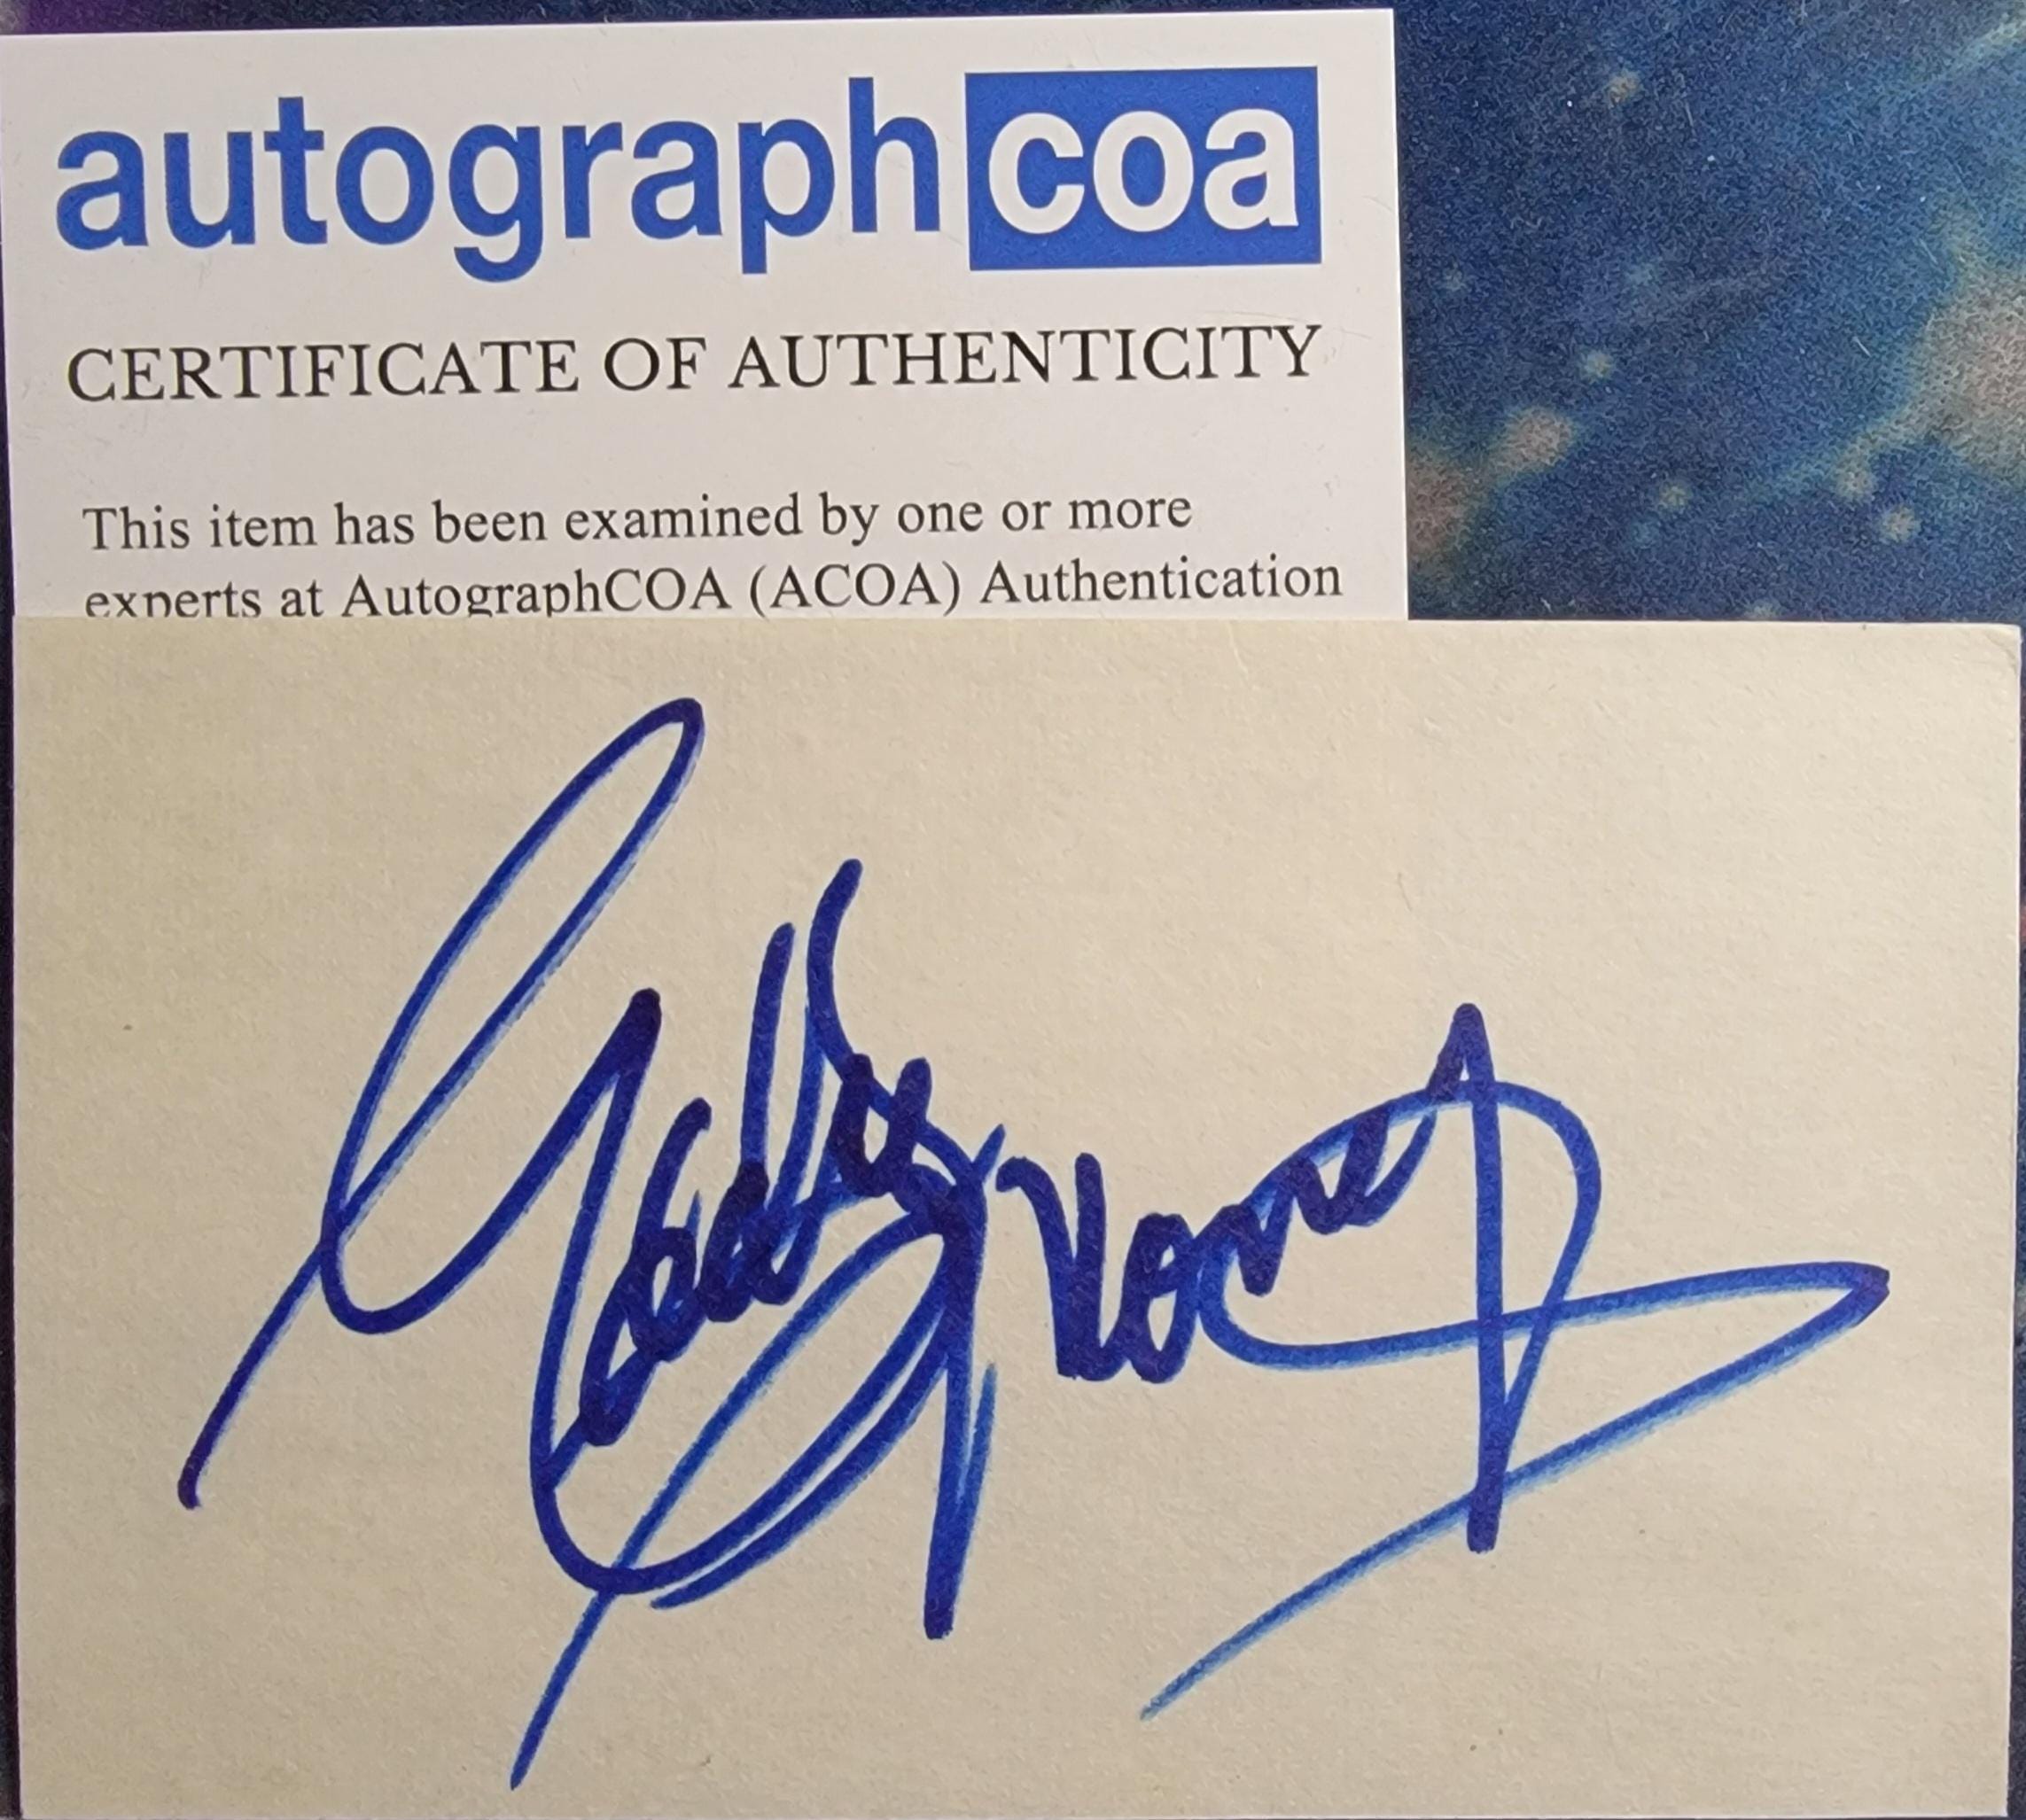 autographcoa
CERTIFICATE OF AUTHENTICITY
This item has been examined by one or more
experts at AutographCOA (ACOA) Authentication